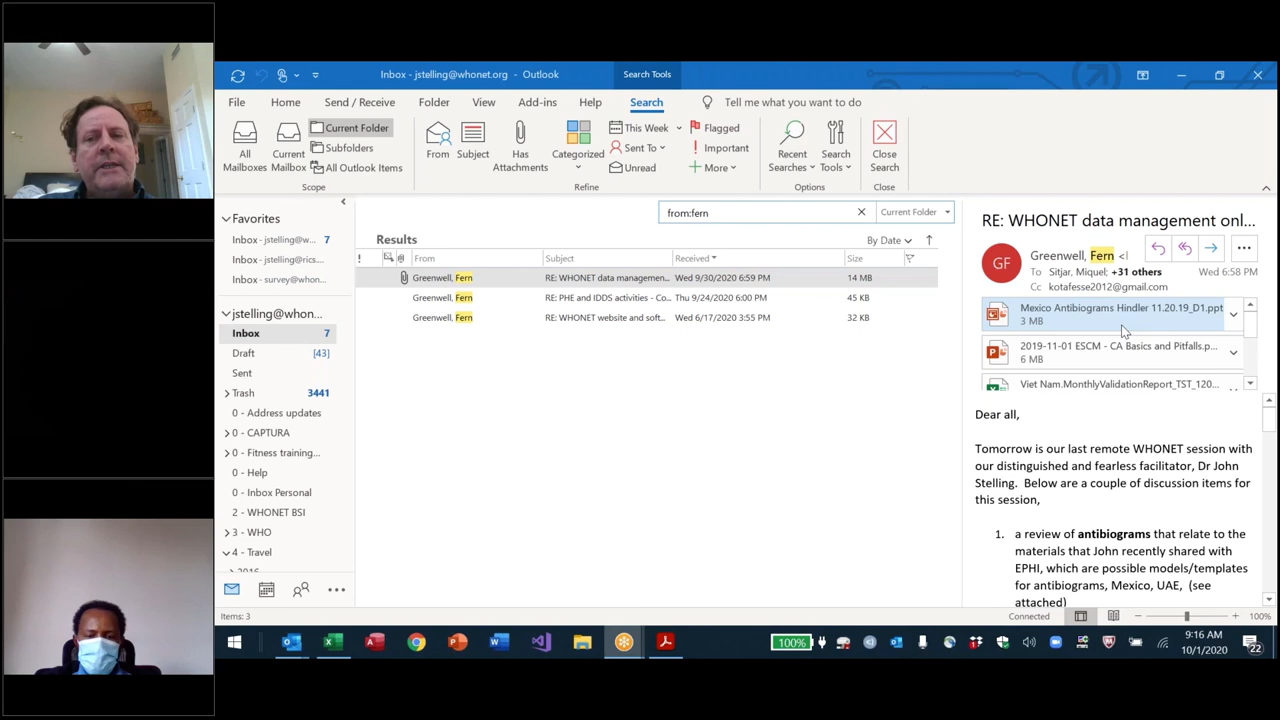 Inbox - jstelling@whonet.org - Outlook
Search Tools
File Home Send / Receive Folder View Add-ins Help Search Tell me what you want to do
All Mailboxes
Current Mailbox
Current Folder
Subfolders
All Outlook Items
Scope
From
Subject
Has Attachments
Categorized
This Week
Sent To
Unread
Flagged
Important
More
Refine
Recent Searches
Search Tools
Options
Close Search
Close
Favorites
Inbox - jstelling@w... 7
Inbox - jstelling@rics...
Inbox - survey@whon...
jstelling@whon...
Inbox 7
Draft [43]
Sent
Trash 3441
0 - Address updates
0 - CAPTURA
0 - Fitness training...
0 - Help
0 - Inbox Personal
2 - WHONET BSI
3 - WHO
4 - Travel
from:fern
Current Folder
Results
By Date
! From Subject Received Size
Greenwell, Fern RE: WHONET data managemen... Wed 9/30/2020 6:59 PM 14 MB
Greenwell, Fern RE: PHE and IDDS activities - Co... Thu 9/24/2020 6:00 PM 45 KB
Greenwell, Fern RE: WHONET website and soft... Wed 6/17/2020 3:55 PM 32 KB
RE: WHONET data management onl...
GF
Greenwell, Fern <l
To Sitjar, Miquel; +31 others Wed 6:58 PM
Cc kotafesse2012@gmail.com
Mexico Antibiograms Hindler 11.20.19_D1.ppt
3 MB
2019-11-01 ESCM - CA Basics and Pitfalls.p...
6 MB
Viet Nam.MonthlyValidationReport_TST_120...
Dear all,
Tomorrow is our last remote WHONET session with
our distinguished and fearless facilitator, Dr John
Stelling. Below are a couple of discussion items for
this session,
1. a review of antibiograms that relate to the
materials that John recently shared with
EPHI, which are possible models/templates
for antibiograms, Mexico, UAE, (see
attached)
Items: 3
Connected
100%
100%
9:16 AM
10/1/2020
22